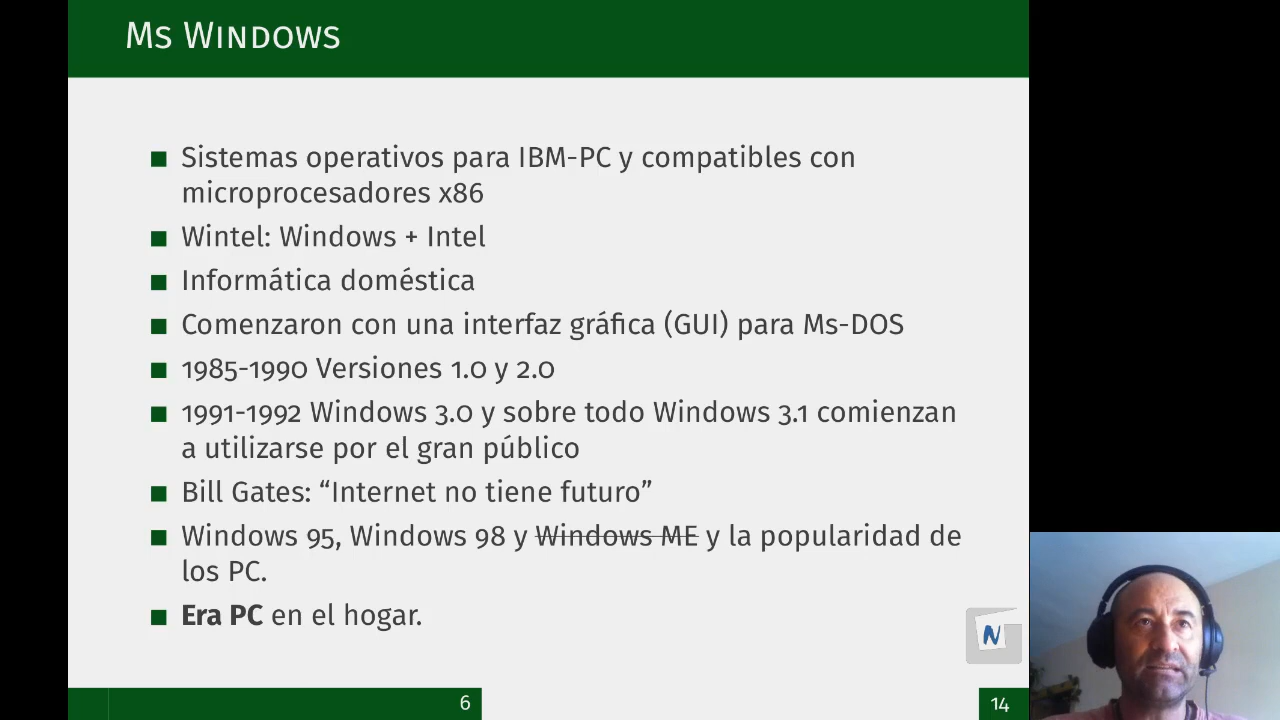 Ms Windows
Sistemas operativos para IBM-PC y compatibles con
microprocesadores x86
Wintel: Windows + Intel
Informática doméstica
Comenzaron con una interfaz gráfica (GUI) para Ms-DOS
1985-1990 Versiones 1.0 y 2.0
1991-1992 Windows 3.0 y sobre todo Windows 3.1 comienzan
a utilizarse por el gran público
Bill Gates: “Internet no tiene futuro”
Windows 95, Windows 98 y Windows ME y la popularidad de
los PC.
Era PC en el hogar.
N
6
14